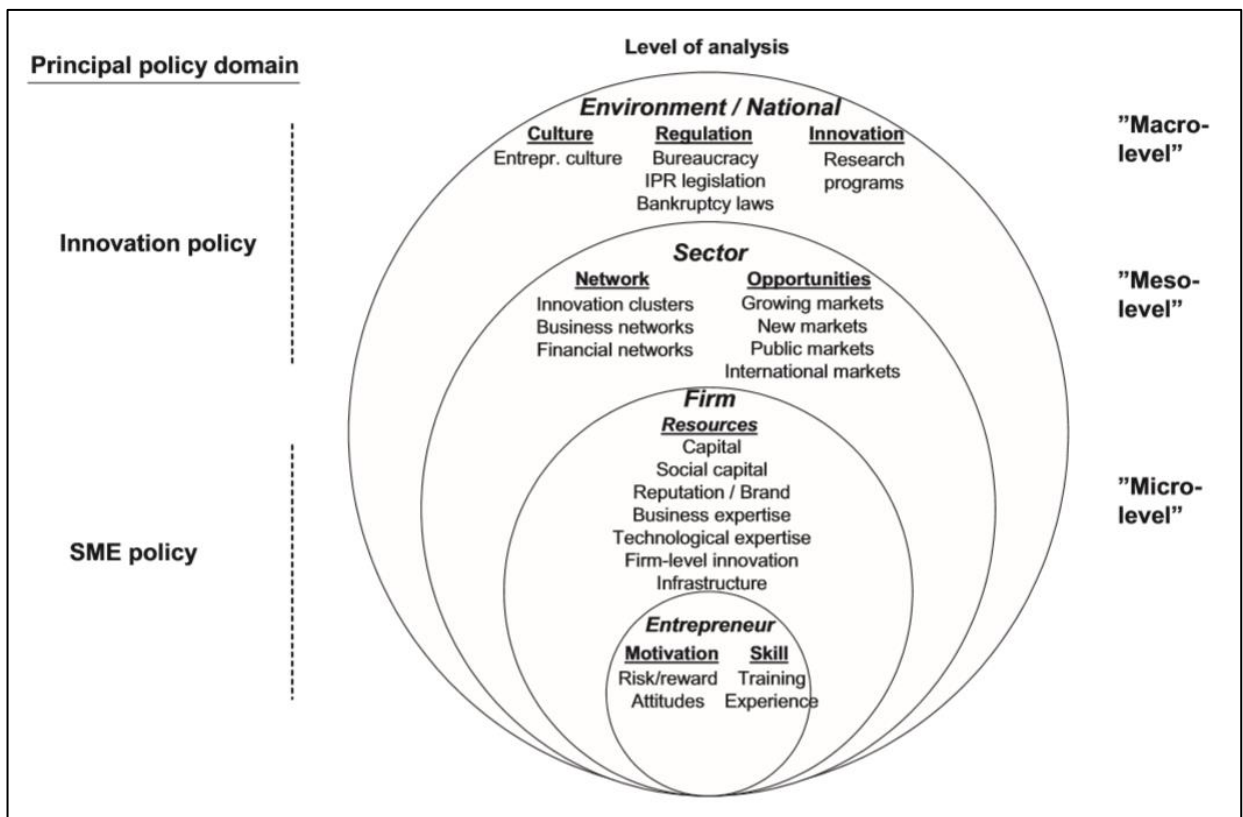 Level of analysis
Principal policy domain
Environment / National
Culture Regulation Innovation
Entrepr. culture Bureaucracy Research
IPR legislation programs
Bankruptcy laws
”Macro-
level”
Innovation policy
Sector
Network Opportunities
Innovation clusters Growing markets
Business networks New markets
Financial networks Public markets
International markets
”Meso-
level”
Firm
Resources
Capital
Social capital
Reputation / Brand
Business expertise
Technological expertise
Firm-level innovation
Infrastructure
”Micro-
level”
SME policy
Entrepreneur
Motivation Skill
Risk/reward Training
Attitudes Experience